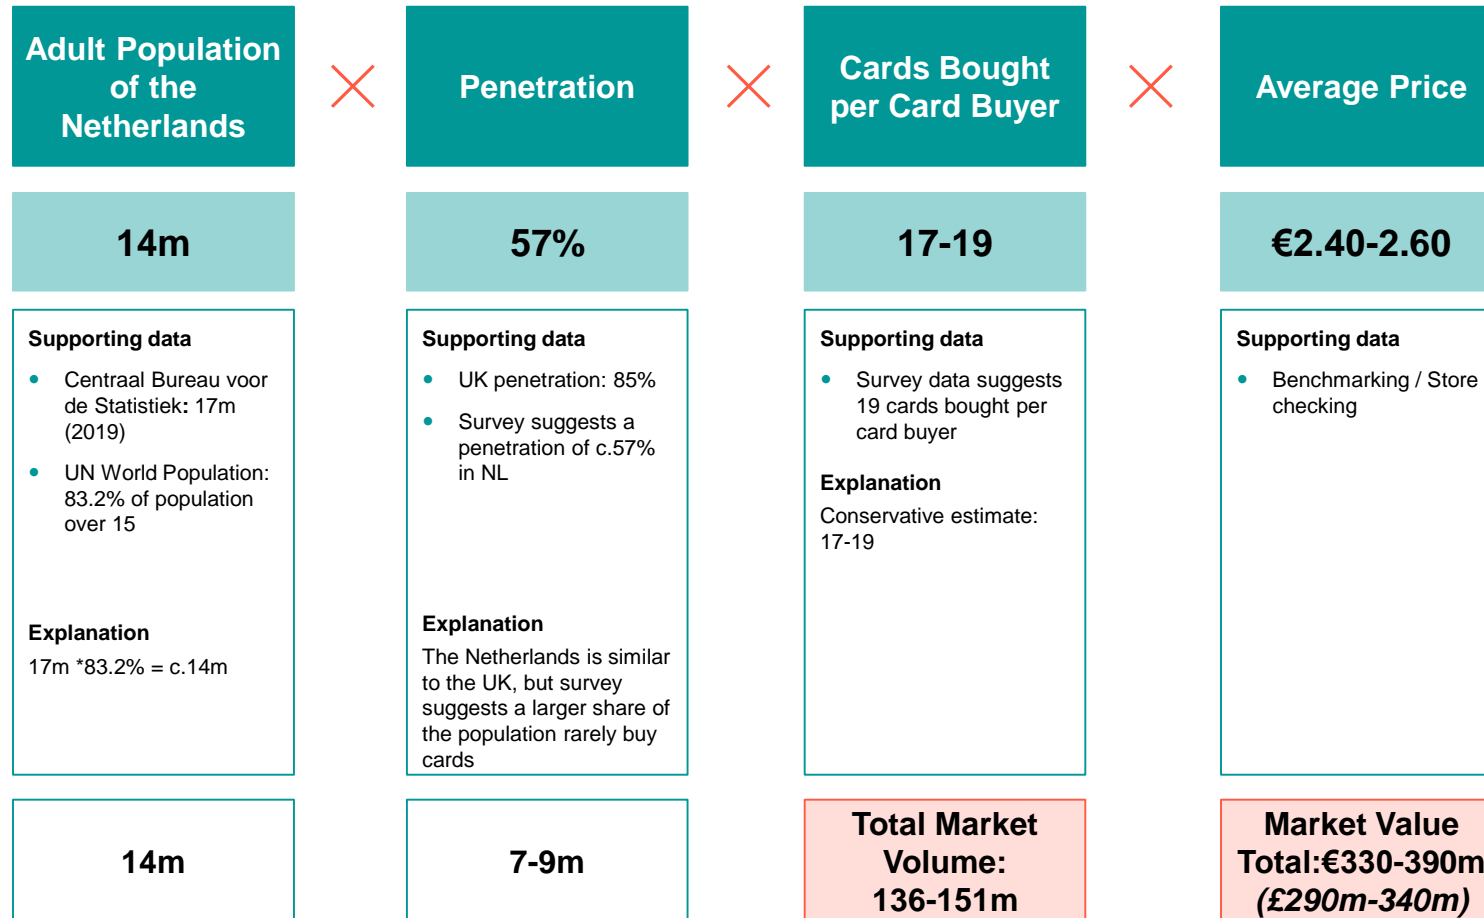 Adult Population
of the
Netherlands
Penetration
Cards Bought
per Card Buyer
Average Price
14m
57%
17-19
€2.40-2.60
Supporting data
• Centraal Bureau voor
de Statistiek: 17m
(2019)
• UN World Population:
83.2% of population
over 15
Explanation
17m *83.2% = c.14m
Supporting data
• UK penetration: 85%
• Survey suggests a
penetration of c.57%
in NL
Explanation
The Netherlands is similar
to the UK, but survey
suggests a larger share of
the population rarely buy
cards
Supporting data
• Survey data suggests
19 cards bought per
card buyer
Explanation
Conservative estimate:
17-19
Supporting data
• Benchmarking / Store
checking
14m
7-9m
Total Market
Volume:
136-151m
Market Value
Total:€330-390m
(£290m-340m)